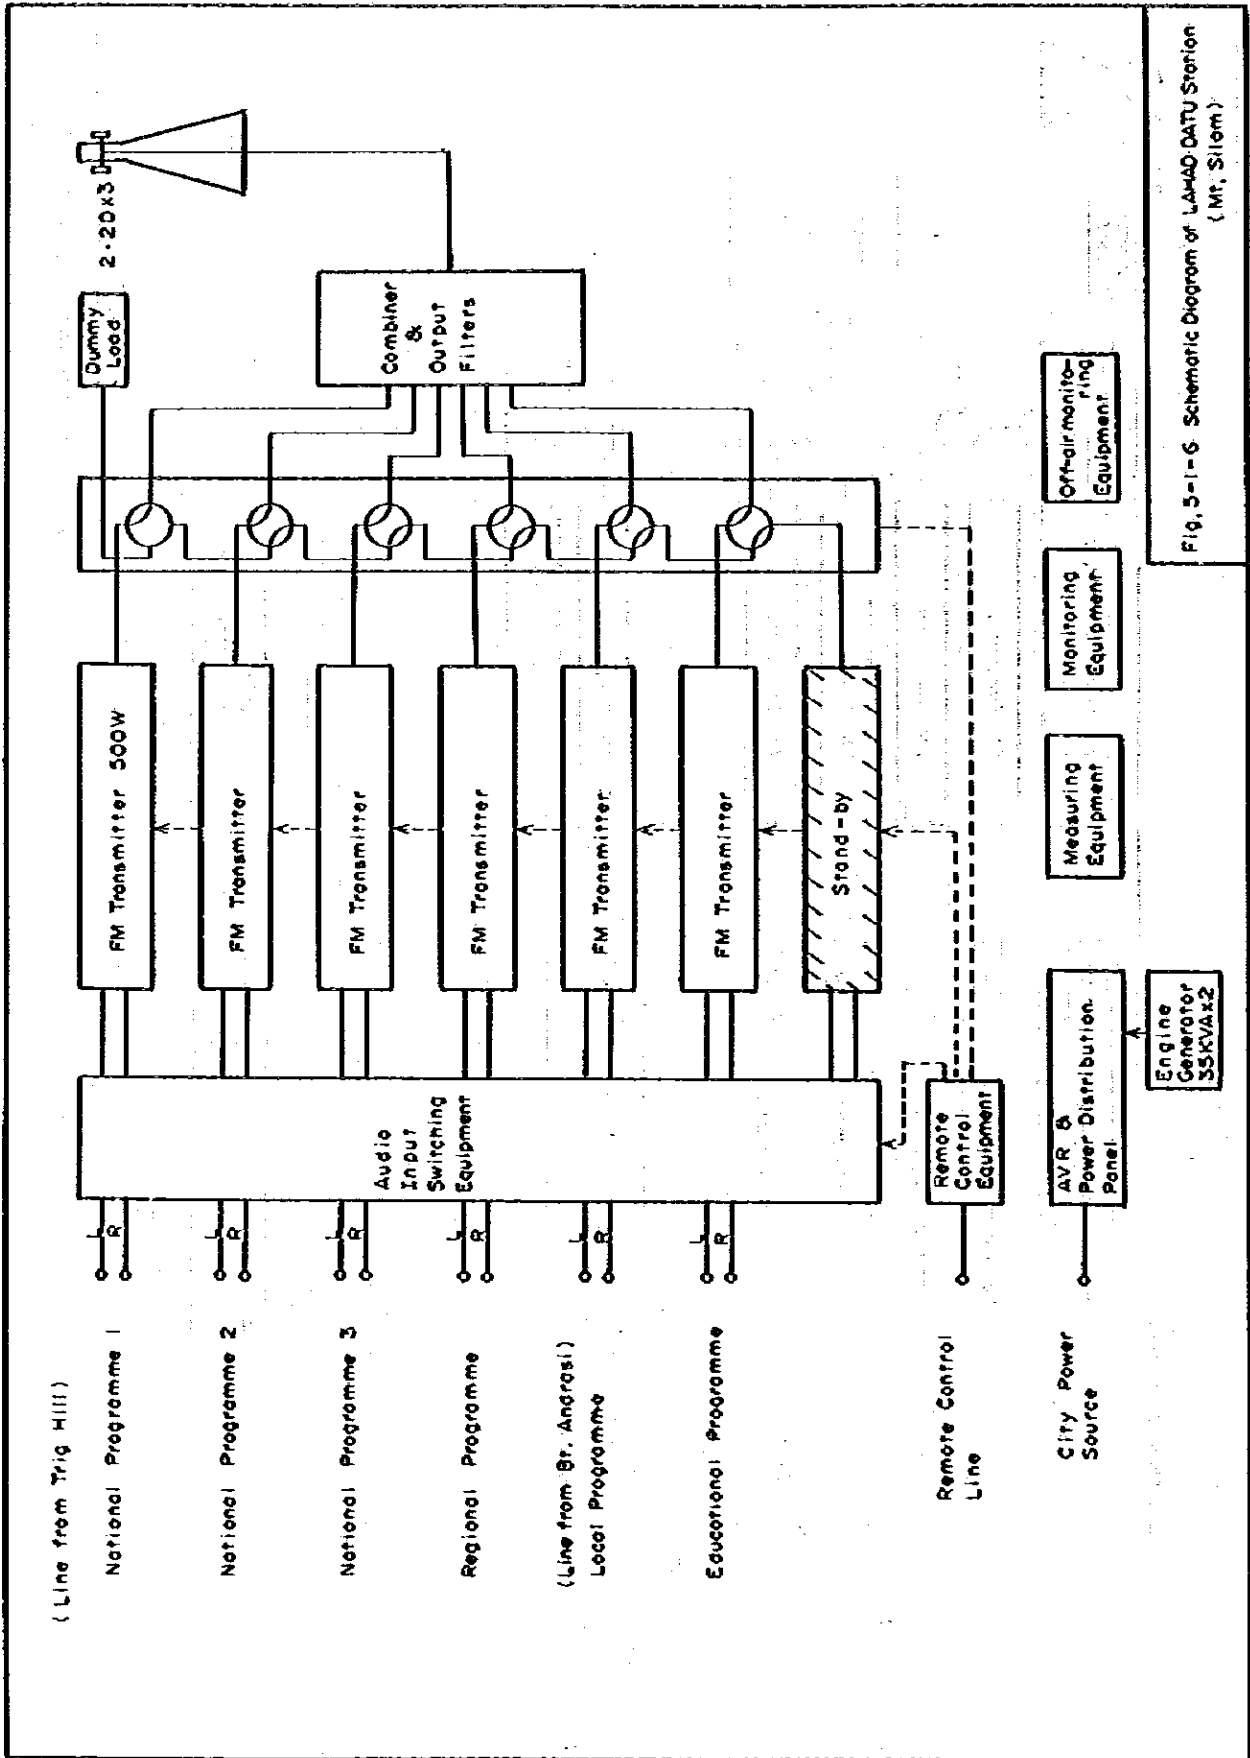 (Line from Trig Hill)
National Programme 1
National Programme 2
National Programme 3
Regional Programme
(Line from Bt. Andrasi)
Local Programme
Educational Programme
Remote Control
Line
City Power
Source
L
R
L
R
L
R
L
R
L
R
L
R
Audio
Input
Switching
Equipment
Remote
Control
Equipment
AVR &
Power Distribution
Panel
Engine
Generator
35KVAx2
FM Transmitter 500W
FM Transmitter
FM Transmitter
FM Transmitter
FM Transmitter
FM Transmitter
Stand-by
Measuring
Equipment
Monitoring
Equipment
Off-air monito-
ring
Equipment
Dummy
Load
2-2Dx3
Combiner
&
Output
Filters
Fig. 5-1-6 Schematic Diagram of LAHAD DATU Station
(Mt. Silam)